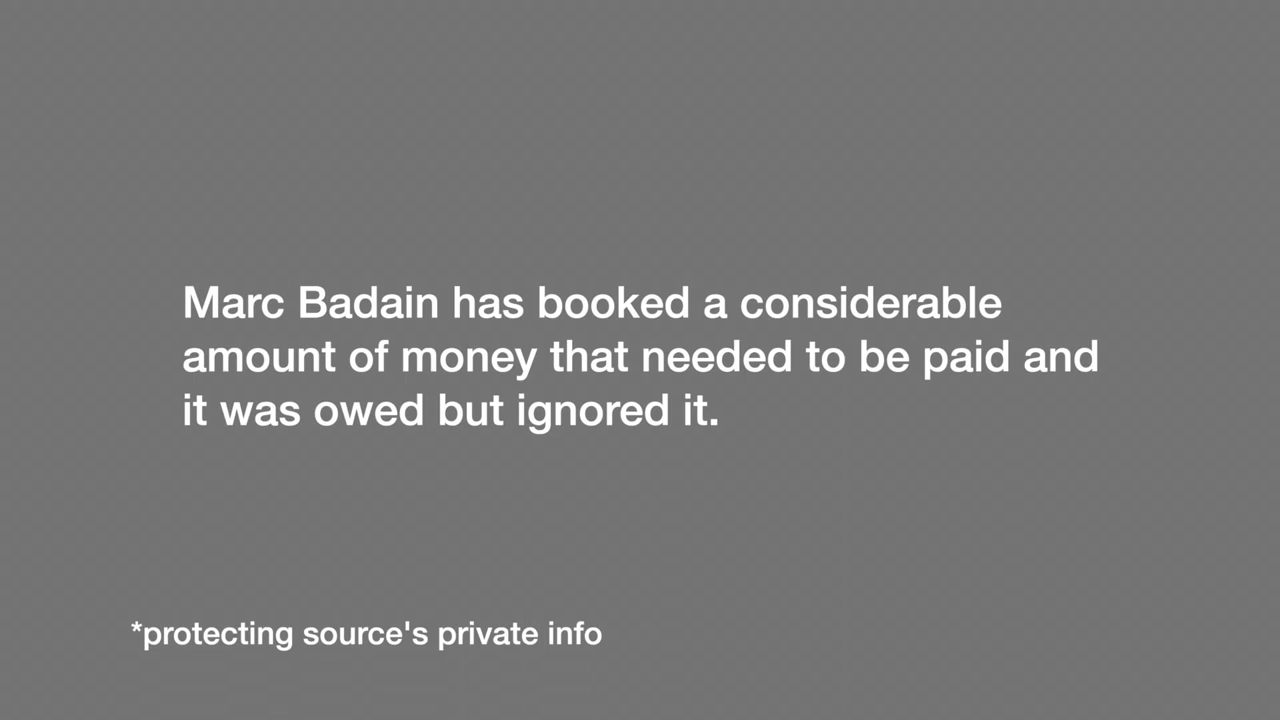 Marc Badain has booked a considerable
amount of money that needed to be paid and
it was owed but ignored it.
*protecting source's private info